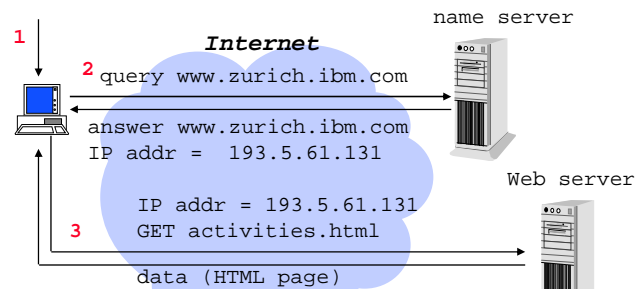 name server
1
Internet
2 query www.zurich.ibm.com
answer www.zurich.ibm.com
IP addr = 193.5.61.131
Web server
IP addr = 193.5.61.131
3 GET activities.html
data (HTML page)